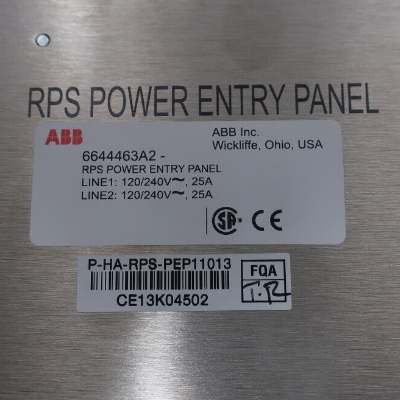 RPS POWER ENTRY PANEL
ABB
ABB Inc.
Wickliffe, Ohio, USA
6644463A2 -
RPS POWER ENTRY PANEL
LINE1: 120/240V~, 25A
LINE2: 120/240V~, 25A
SA CE
P-HA-RPS-PEP11013
CE13K04502
FQA
T.R